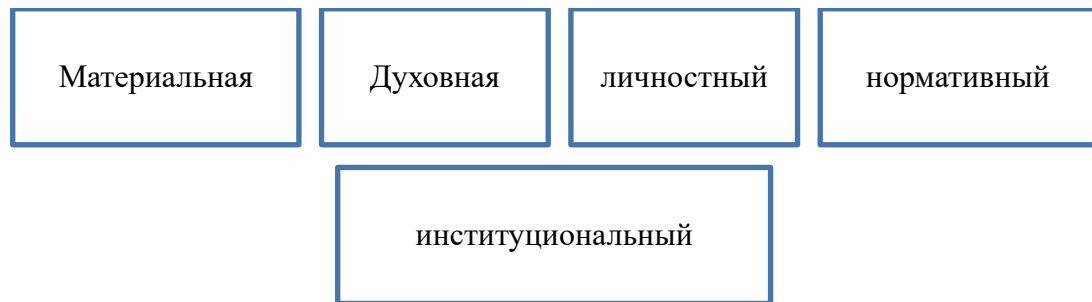 Материальная
Духовная
личностный
нормативный
институциональный